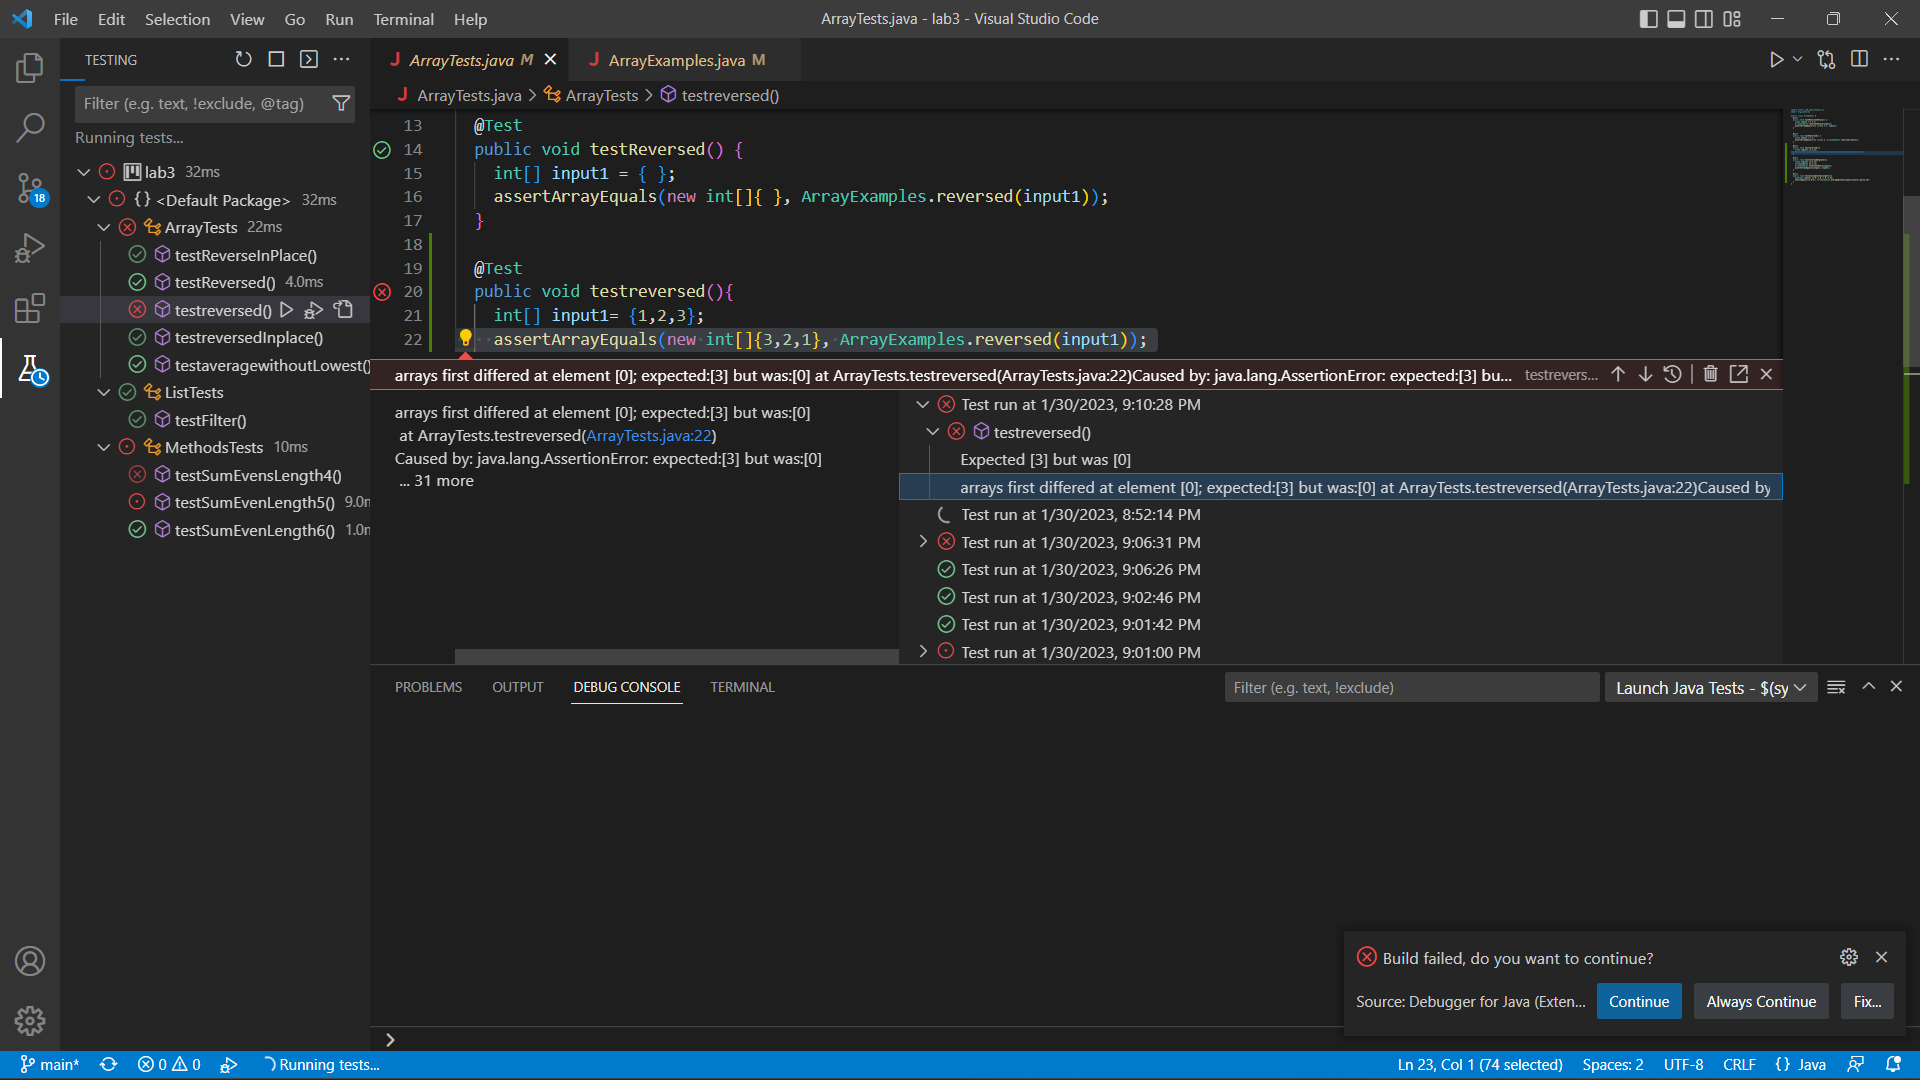 File Edit Selection View Go Run Terminal Help
ArrayTests.java - lab3 - Visual Studio Code
TESTING
Filter (e.g. text, !exclude, @tag)
Running tests...
lab3 32ms
{} <Default Package> 32ms
ArrayTests 22ms
testReverseInPlace()
testReversed() 4.0ms
testreversed()
testreversedInplace()
testaveragewithoutLowest()
ListTests
testFilter()
MethodsTests 10ms
testSumEvensLength4()
testSumEvenLength5() 9.0m
testSumEvenLength6() 1.0m
18
J ArrayTests.java M
J ArrayExamples.java M
J ArrayTests.java > ArrayTests > testreversed()
13 @Test
14 public void testReversed() {
15 int[] input1 = { };
16 assertArrayEquals(new int[]{ }, ArrayExamples.reversed(input1));
17 }
18
19 @Test
20 public void testreversed(){
21 int[] input1= {1,2,3};
22 assertArrayEquals(new int[]{3,2,1}, ArrayExamples.reversed(input1));
arrays first differed at element [0]; expected:[3] but was:[0] at ArrayTests.testreversed(ArrayTests.java:22)Caused by: java.lang.AssertionError: expected:[3] bu... testrevers...
arrays first differed at element [0]; expected:[3] but was:[0]
at ArrayTests.testreversed(ArrayTests.java:22)
Caused by: java.lang.AssertionError: expected:[3] but was:[0]
... 31 more
Test run at 1/30/2023, 9:10:28 PM
testreversed()
Expected [3] but was [0]
arrays first differed at element [0]; expected:[3] but was:[0] at ArrayTests.testreversed(ArrayTests.java:22)Caused by
Test run at 1/30/2023, 8:52:14 PM
Test run at 1/30/2023, 9:06:31 PM
Test run at 1/30/2023, 9:06:26 PM
Test run at 1/30/2023, 9:02:46 PM
Test run at 1/30/2023, 9:01:42 PM
Test run at 1/30/2023, 9:01:00 PM
PROBLEMS OUTPUT DEBUG CONSOLE TERMINAL
Filter (e.g. text, !exclude)
Launch Java Tests - $(sy
Build failed, do you want to continue?
Source: Debugger for Java (Exten...
Continue
Always Continue
Fix...
main* 0 0 Running tests...
Ln 23, Col 1 (74 selected) Spaces: 2 UTF-8 CRLF {} Java